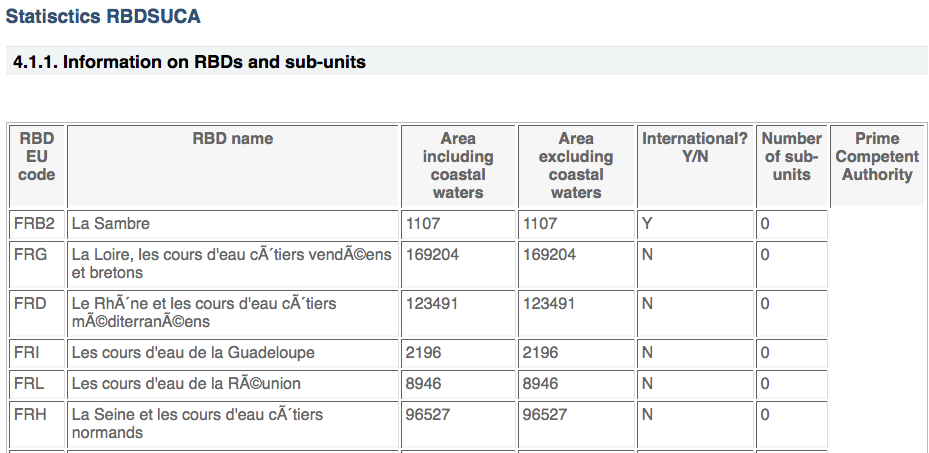 Statisctics RBDSUCA
4.1.1. Information on RBDs and sub-units
RBD EU code	RBD name	Area including coastal waters	Area excluding coastal waters	International? Y/N	Number of sub-units	Prime Competent Authority
FRB2	La Sambre	1107	1107	Y	0
FRG	La Loire, les cours d'eau cÃ´tiers vendÃ©ens et bretons	169204	169204	N	0
FRD	Le RhÃ´ne et les cours d'eau cÃ´tiers mÃ©diterranÃ©ens	123491	123491	N	0
FRI	Les cours d'eau de la Guadeloupe	2196	2196	N	0
FRL	Les cours d'eau de la RÃ©union	8946	8946	N	0
FRH	La Seine et les cours d'eau cÃ´tiers normands	96527	96527	N	0